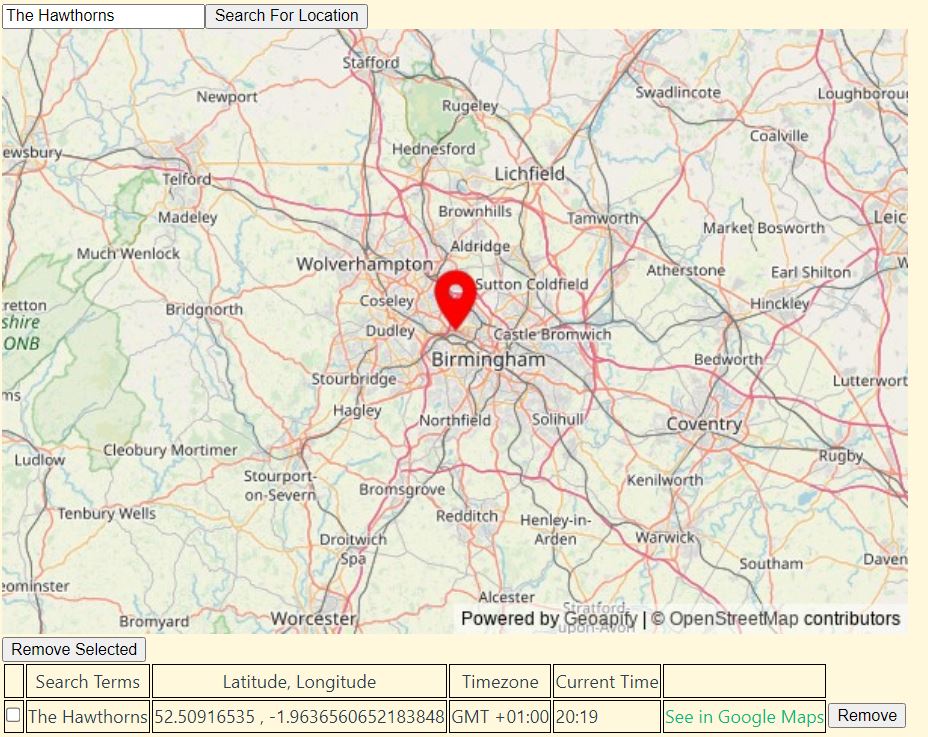 The Hawthorns Search For Location
Stafford
Newport
Swadlincote
Rugeley
Coalville
Hednesford
ewsbury
Lichfield
Telford
Brownhills
Madeley
Tamworth
Market Bosworth
Aldridge
Much Wenlock
Wolverhampton
Atherstone
Earl Shilton
Sutton Coldfield
Coseley
Hinckley
Bridgnorth
retton
shire
ONB
Dudley
Castle Bromwich
Birmingham
Bedworth
Stourbridge
Lutterwort
ms
Hagley
Northfield
Solihull
Coventry
Cleobury Mortimer
Rugby
Ludlow
Stourport-
on-Severn
Kenilworth
Bromsgrove
Tenbury Wells
Redditch
Henley-in-
Arden
Droitwich
Spa
Warwick
Southam
Daven
eominster
Alcester
Stratford-
upon-Avon
Worcester
Bromyard
Powered by Geoapify | © OpenStreetMap contributors
Remove Selected
Search Terms Latitude, Longitude Timezone Current Time
The Hawthorns 52.50916535 , -1.9636560652183848 GMT +01:00 20:19 See in Google Maps Remove